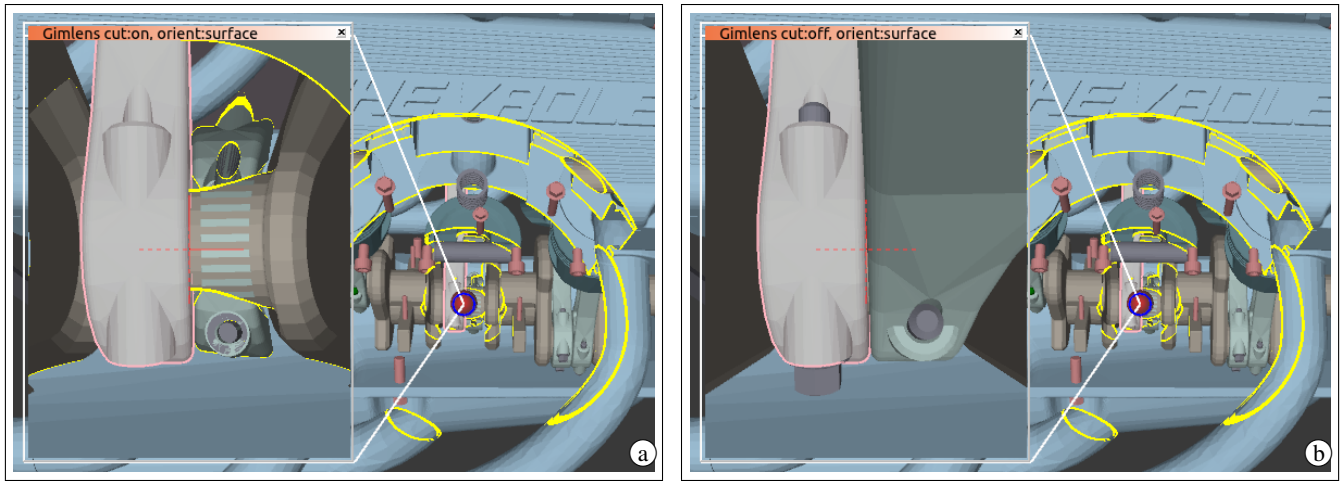 Gimlens cut:on, orient:surface
a
Gimlens cut:off, orient:surface
b